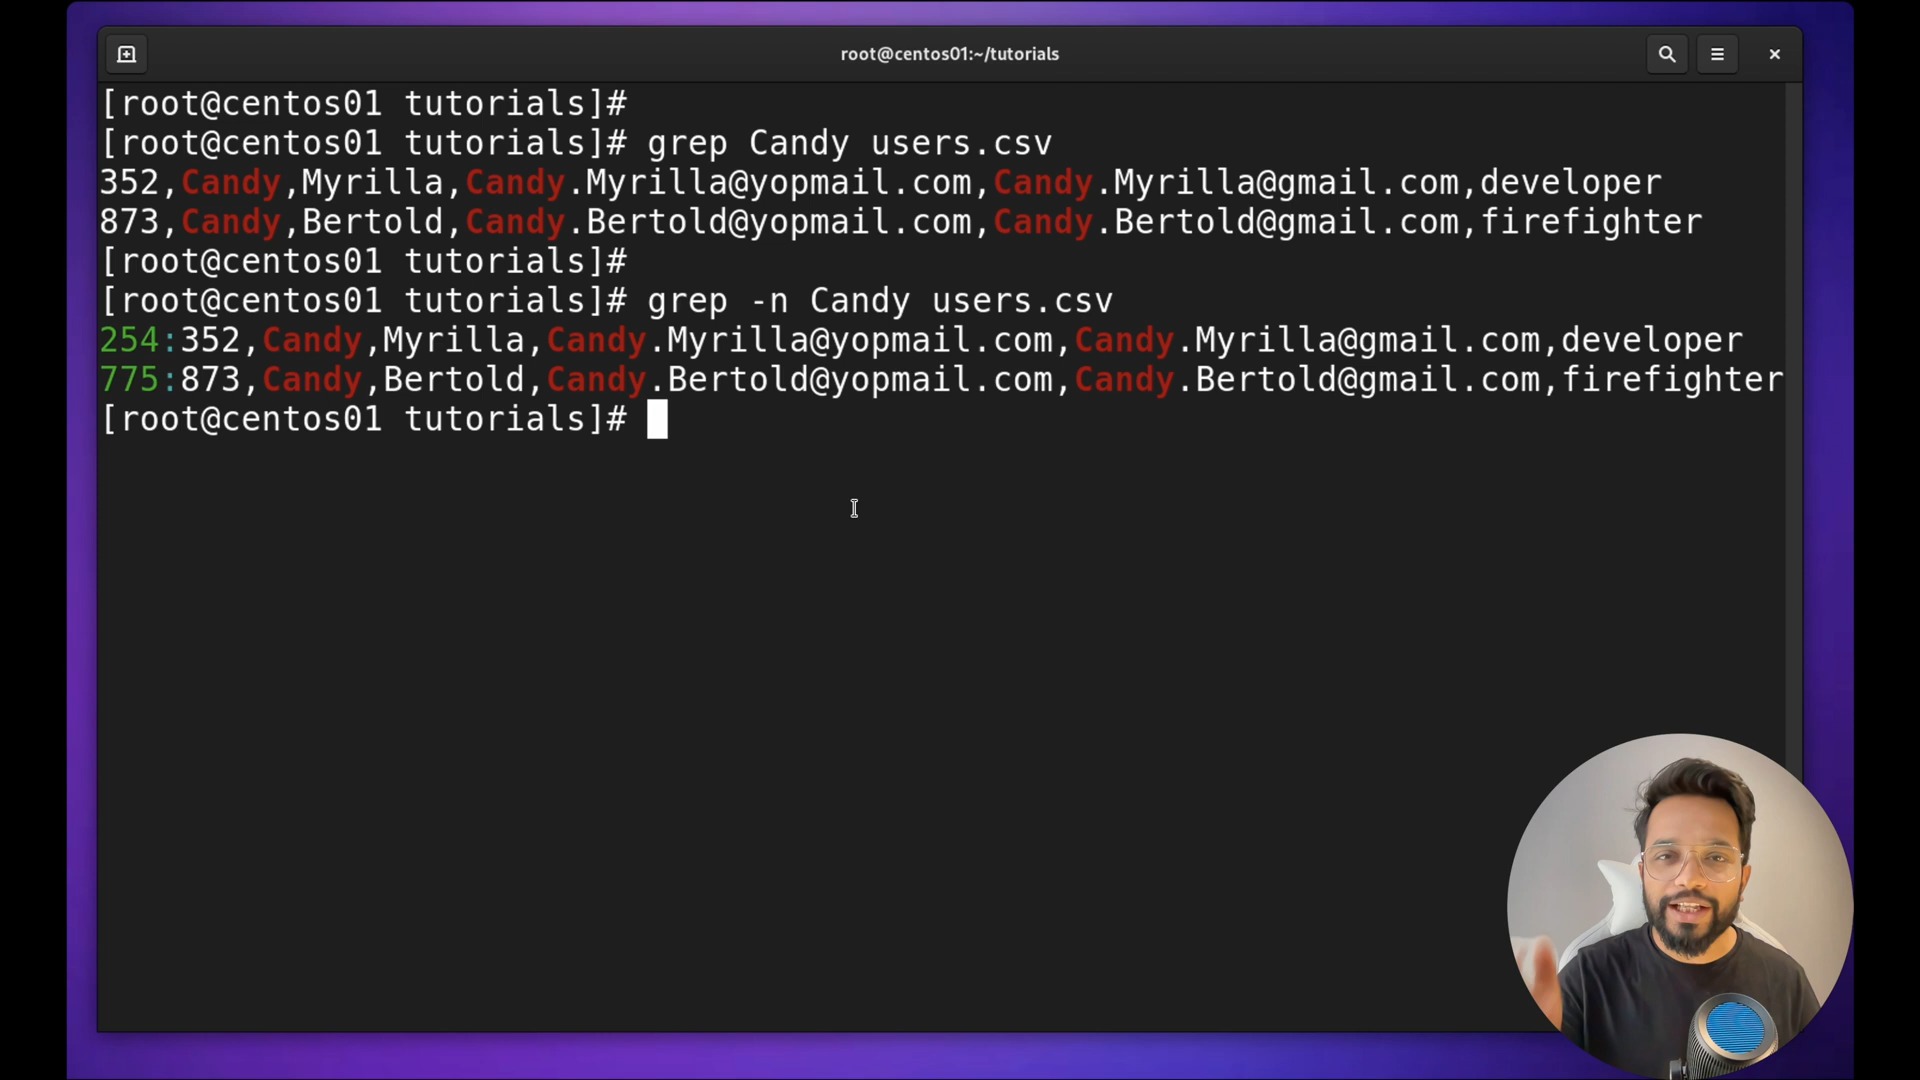 root@centos01:~/tutorials
[root@centos01 tutorials]#
[root@centos01 tutorials]# grep Candy users.csv
352,Candy,Myrilla,Candy.Myrilla@yopmail.com,Candy.Myrilla@gmail.com,developer
873,Candy,Bertold,Candy.Bertold@yopmail.com,Candy.Bertold@gmail.com,firefighter
[root@centos01 tutorials]#
[root@centos01 tutorials]# grep -n Candy users.csv
254:352,Candy,Myrilla,Candy.Myrilla@yopmail.com,Candy.Myrilla@gmail.com,developer
775:873,Candy,Bertold,Candy.Bertold@yopmail.com,Candy.Bertold@gmail.com,firefighter
[root@centos01 tutorials]#